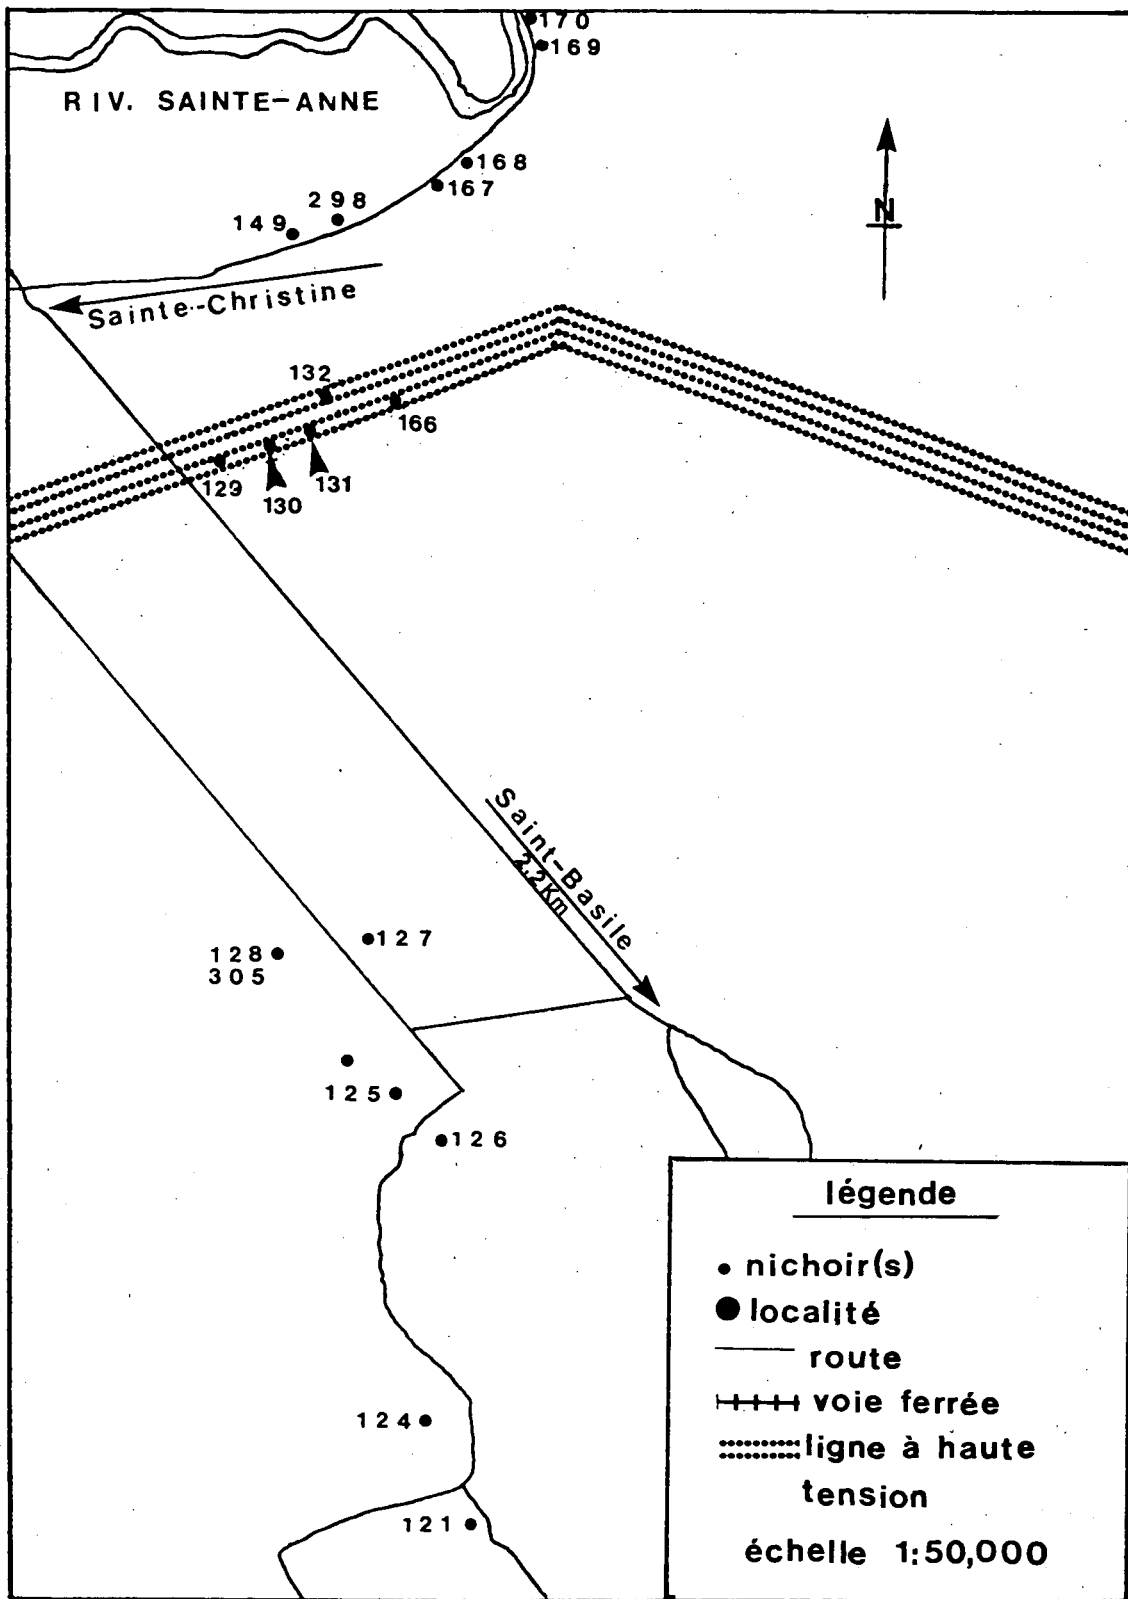 170
169
RIV. SAINTE-ANNE
168
167
298
149
N
Sainte-Christine
132
166
129
130
131
Saint-Basile
2.2Km
127
128
305
125
126
124
121
légende
nichoir(s)
localité
route
voie ferrée
ligne à haute
tension
échelle 1:50,000